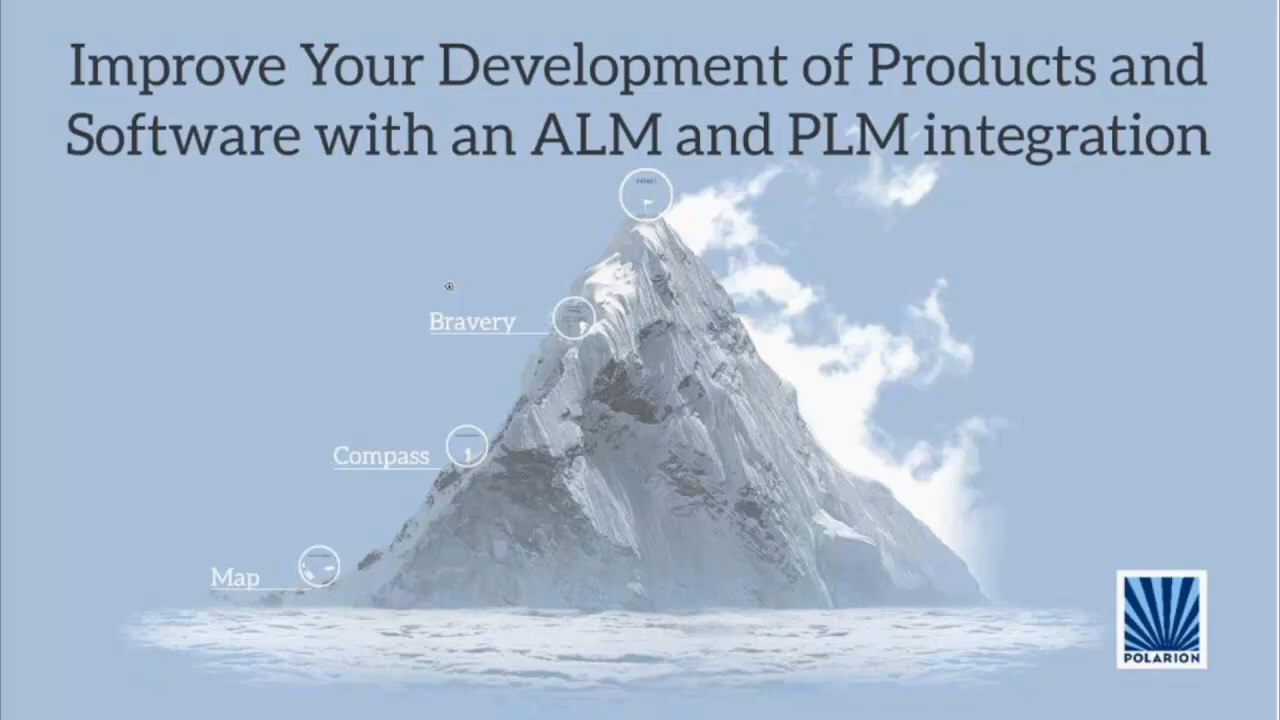 Improve Your Development of Products and
Software with an ALM and PLM integration
Bravery
Compass
Map
POLARION